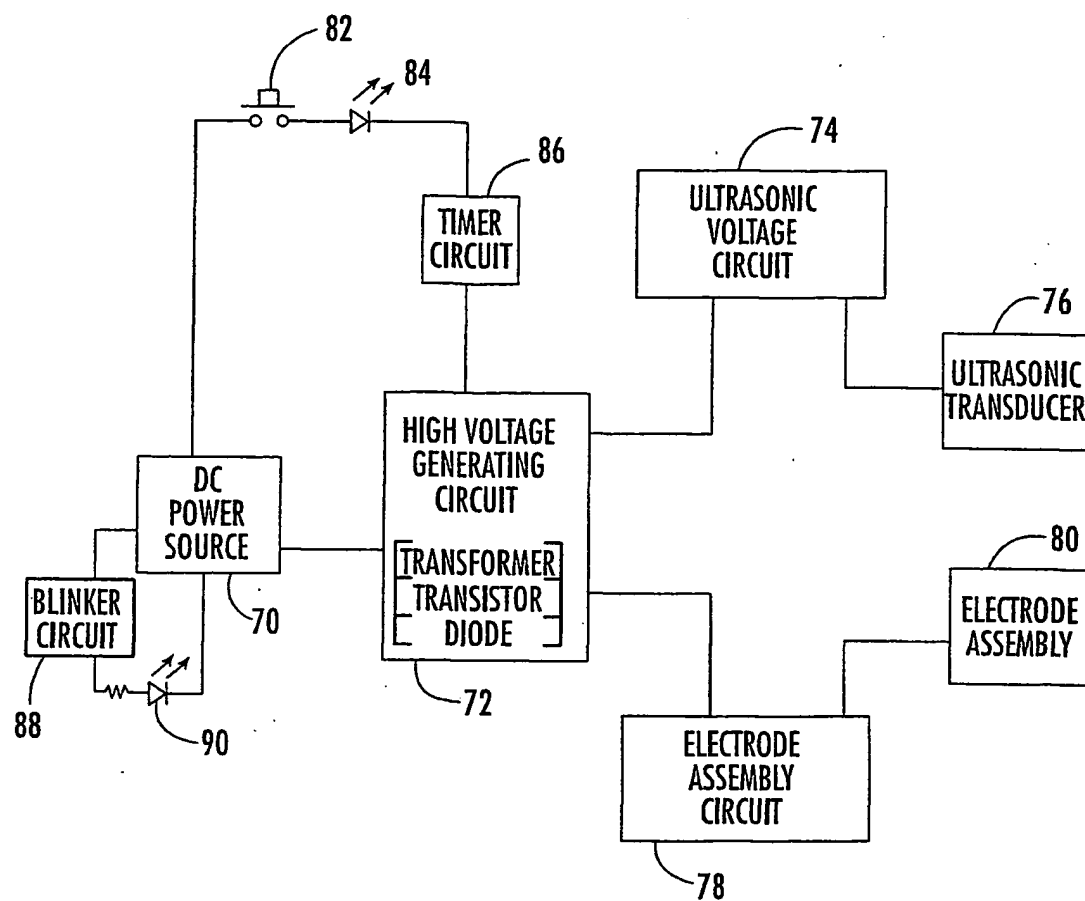 82
84
86
TIMER
CIRCUIT
74
ULTRASONIC
VOLTAGE
CIRCUIT
76
ULTRASONIC
TRANSDUCER
HIGH VOLTAGE
GENERATING
CIRCUIT
TRANSFORMER
TRANSISTOR
DIODE
72
DC
POWER
SOURCE
70
BLINKER
CIRCUIT
88
90
80
ELECTRODE
ASSEMBLY
ELECTRODE
ASSEMBLY
CIRCUIT
78